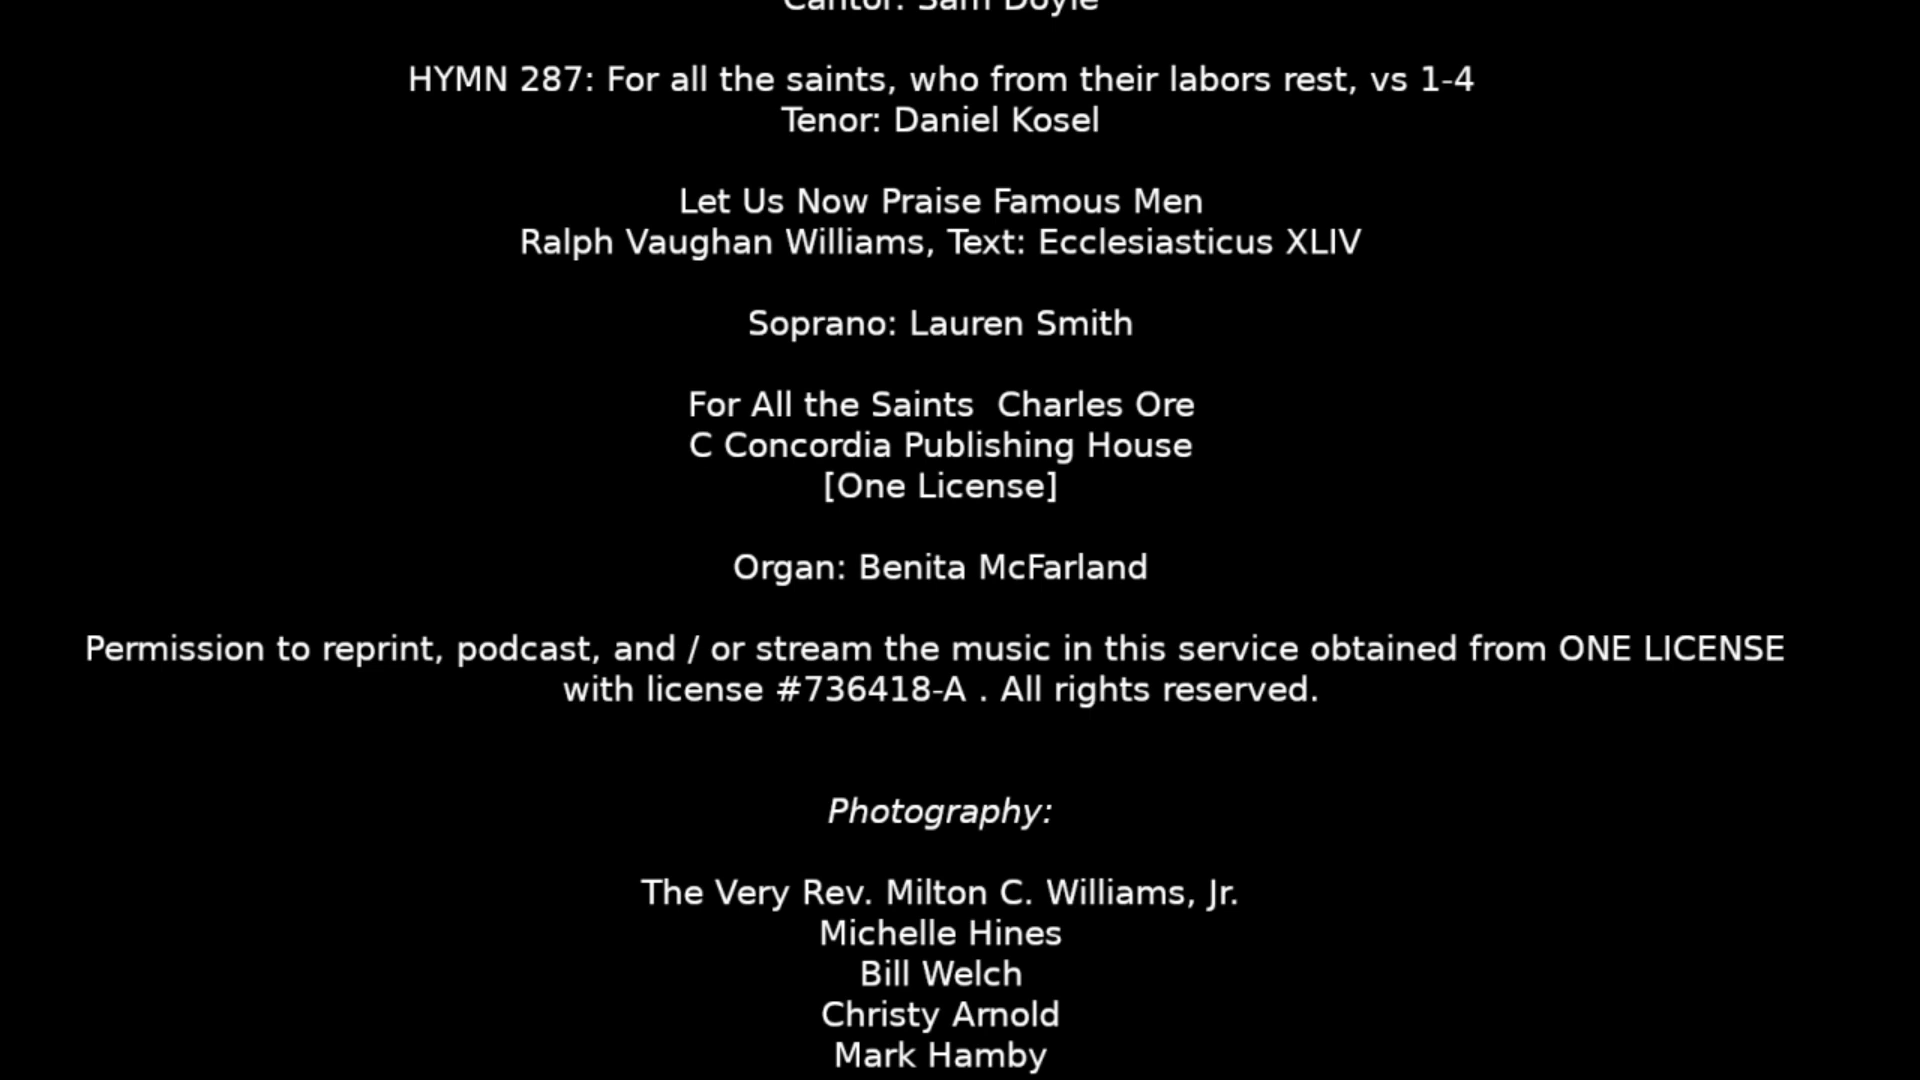 Cantor: Sam Doyle
HYMN 287: For all the saints, who from their labors rest, vs 1-4
Tenor: Daniel Kosel
Let Us Now Praise Famous Men
Ralph Vaughan Williams, Text: Ecclesiasticus XLIV
Soprano: Lauren Smith
For All the Saints  Charles Ore
C Concordia Publishing House
[One License]
Organ: Benita McFarland
Permission to reprint, podcast, and / or stream the music in this service obtained from ONE LICENSE
with license #736418-A . All rights reserved.
Photography:
The Very Rev. Milton C. Williams, Jr.
Michelle Hines
Bill Welch
Christy Arnold
Mark Hamby